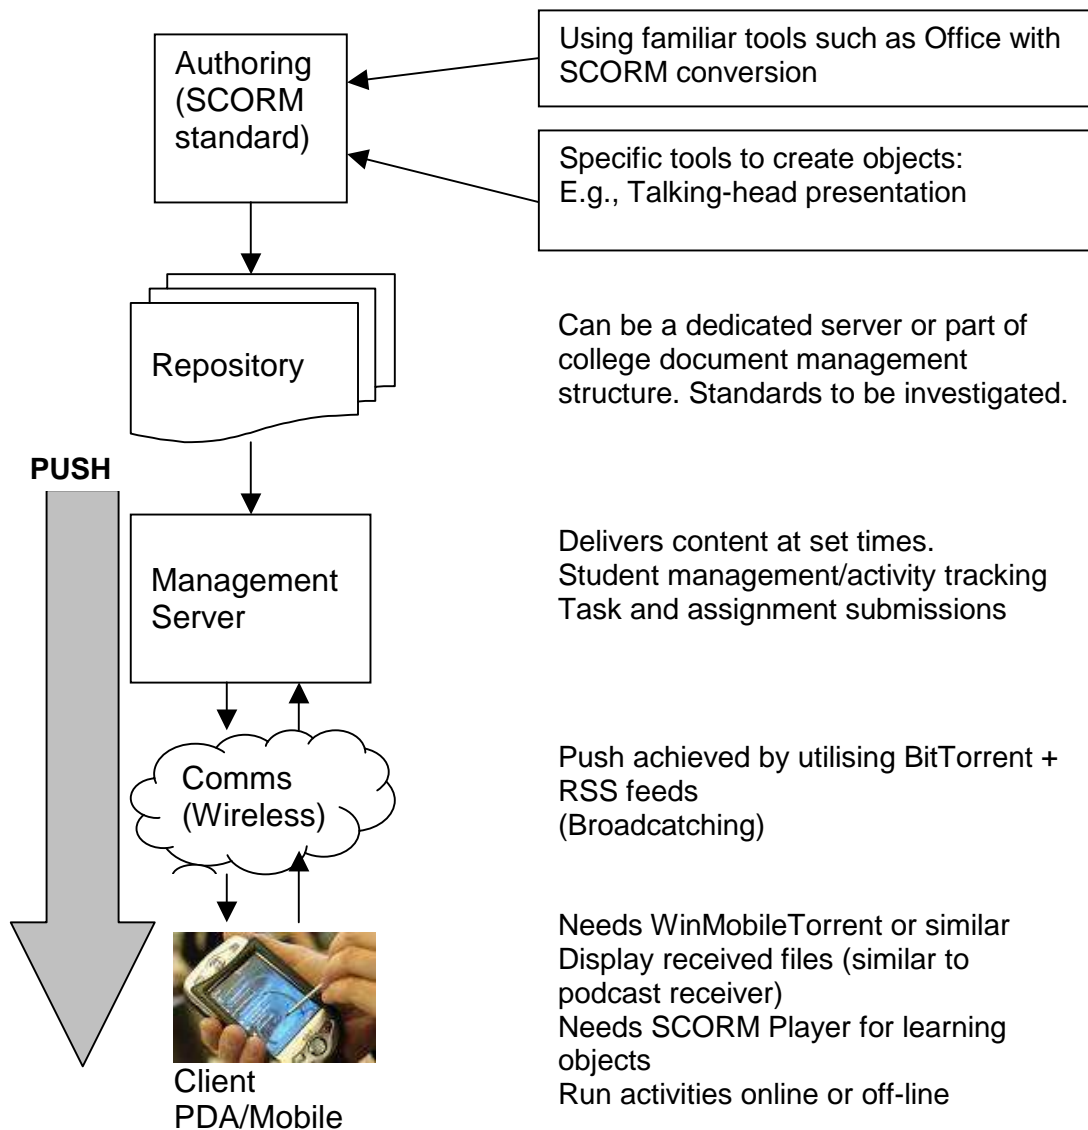 Authoring
(SCORM
standard)
Using familiar tools such as Office with
SCORM conversion
Specific tools to create objects:
E.g., Talking-head presentation
Repository
Can be a dedicated server or part of
college document management
structure. Standards to be investigated.
PUSH
Management
Server
Delivers content at set times.
Student management/activity tracking
Task and assignment submissions
Comms
(Wireless)
Push achieved by utilising BitTorrent +
RSS feeds
(Broadcatching)
Needs WinMobileTorrent or similar
Display received files (similar to
podcast receiver)
Needs SCORM Player for learning
objects
Run activities online or off-line
Client
PDA/Mobile